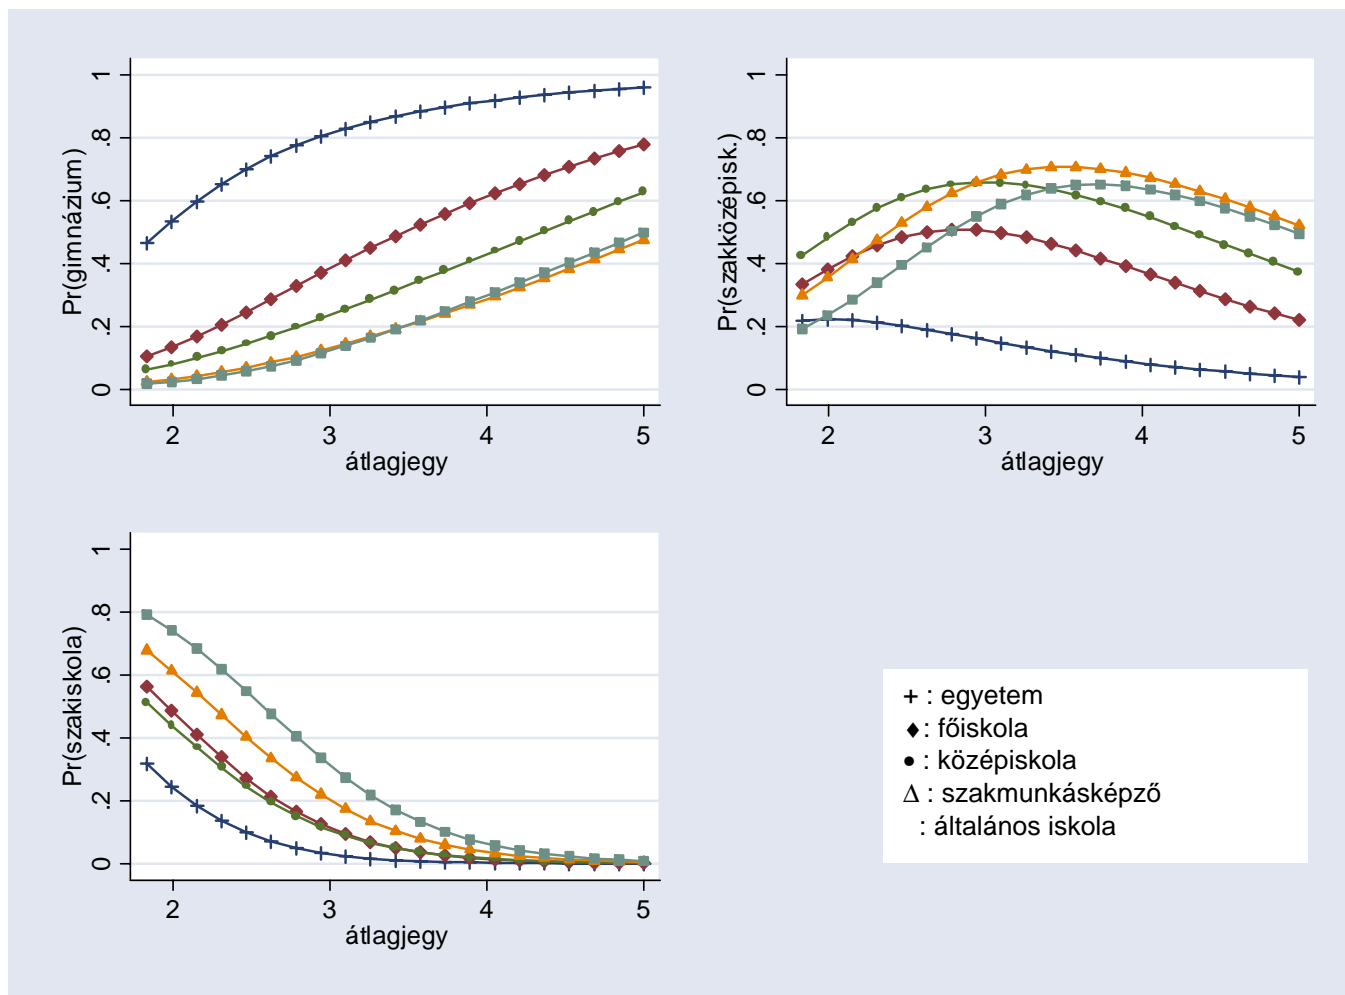 1
.8
.6
.4
.2
0
Pr(gimnázium)
2 3 4 5
átlagjegy
1
.8
.6
.4
.2
0
Pr(szakközépisk.)
2 3 4 5
átlagjegy
1
.8
.6
.4
.2
0
Pr(szakiskola)
2 3 4 5
átlagjegy
+ : egyetem
♦ : főiskola
• : középiskola
Δ : szakmunkásképző
: általános iskola